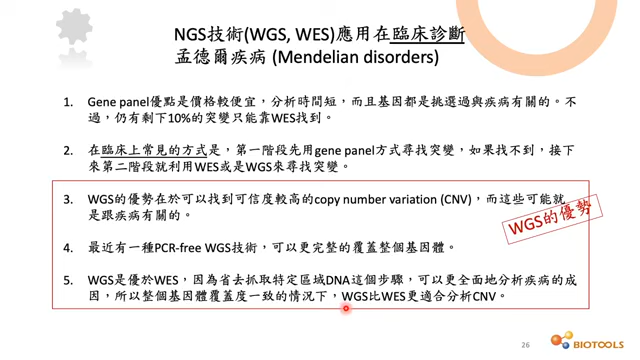 NGS技術(WGS, WES)應用在臨床診斷
孟德爾疾病 (Mendelian disorders)
1. Gene panel優點是價格較便宜，分析時間短，而且基因都是挑選過與疾病有關的。不
過，仍有剩下10%的突變只能靠WES找到。
2. 在臨床上常見的方式是，第一階段先用gene panel方式尋找突變，如果找不到，接下
來第二階段就利用WES或是WGS來尋找突變。
3. WGS的優勢在於可以找到可信度較高的copy number variation (CNV)，而這些可能就
是跟疾病有關的。
WGS的優勢
4. 最近有一種PCR-free WGS技術，可以更完整的覆蓋整個基因體。
5. WGS是優於WES，因為省去抓取特定區域DNA這個步驟，可以更全面地分析疾病的成
因，所以整個基因體覆蓋度一致的情況下，WGS比WES更適合分析CNV。
26
BIOTOOLS